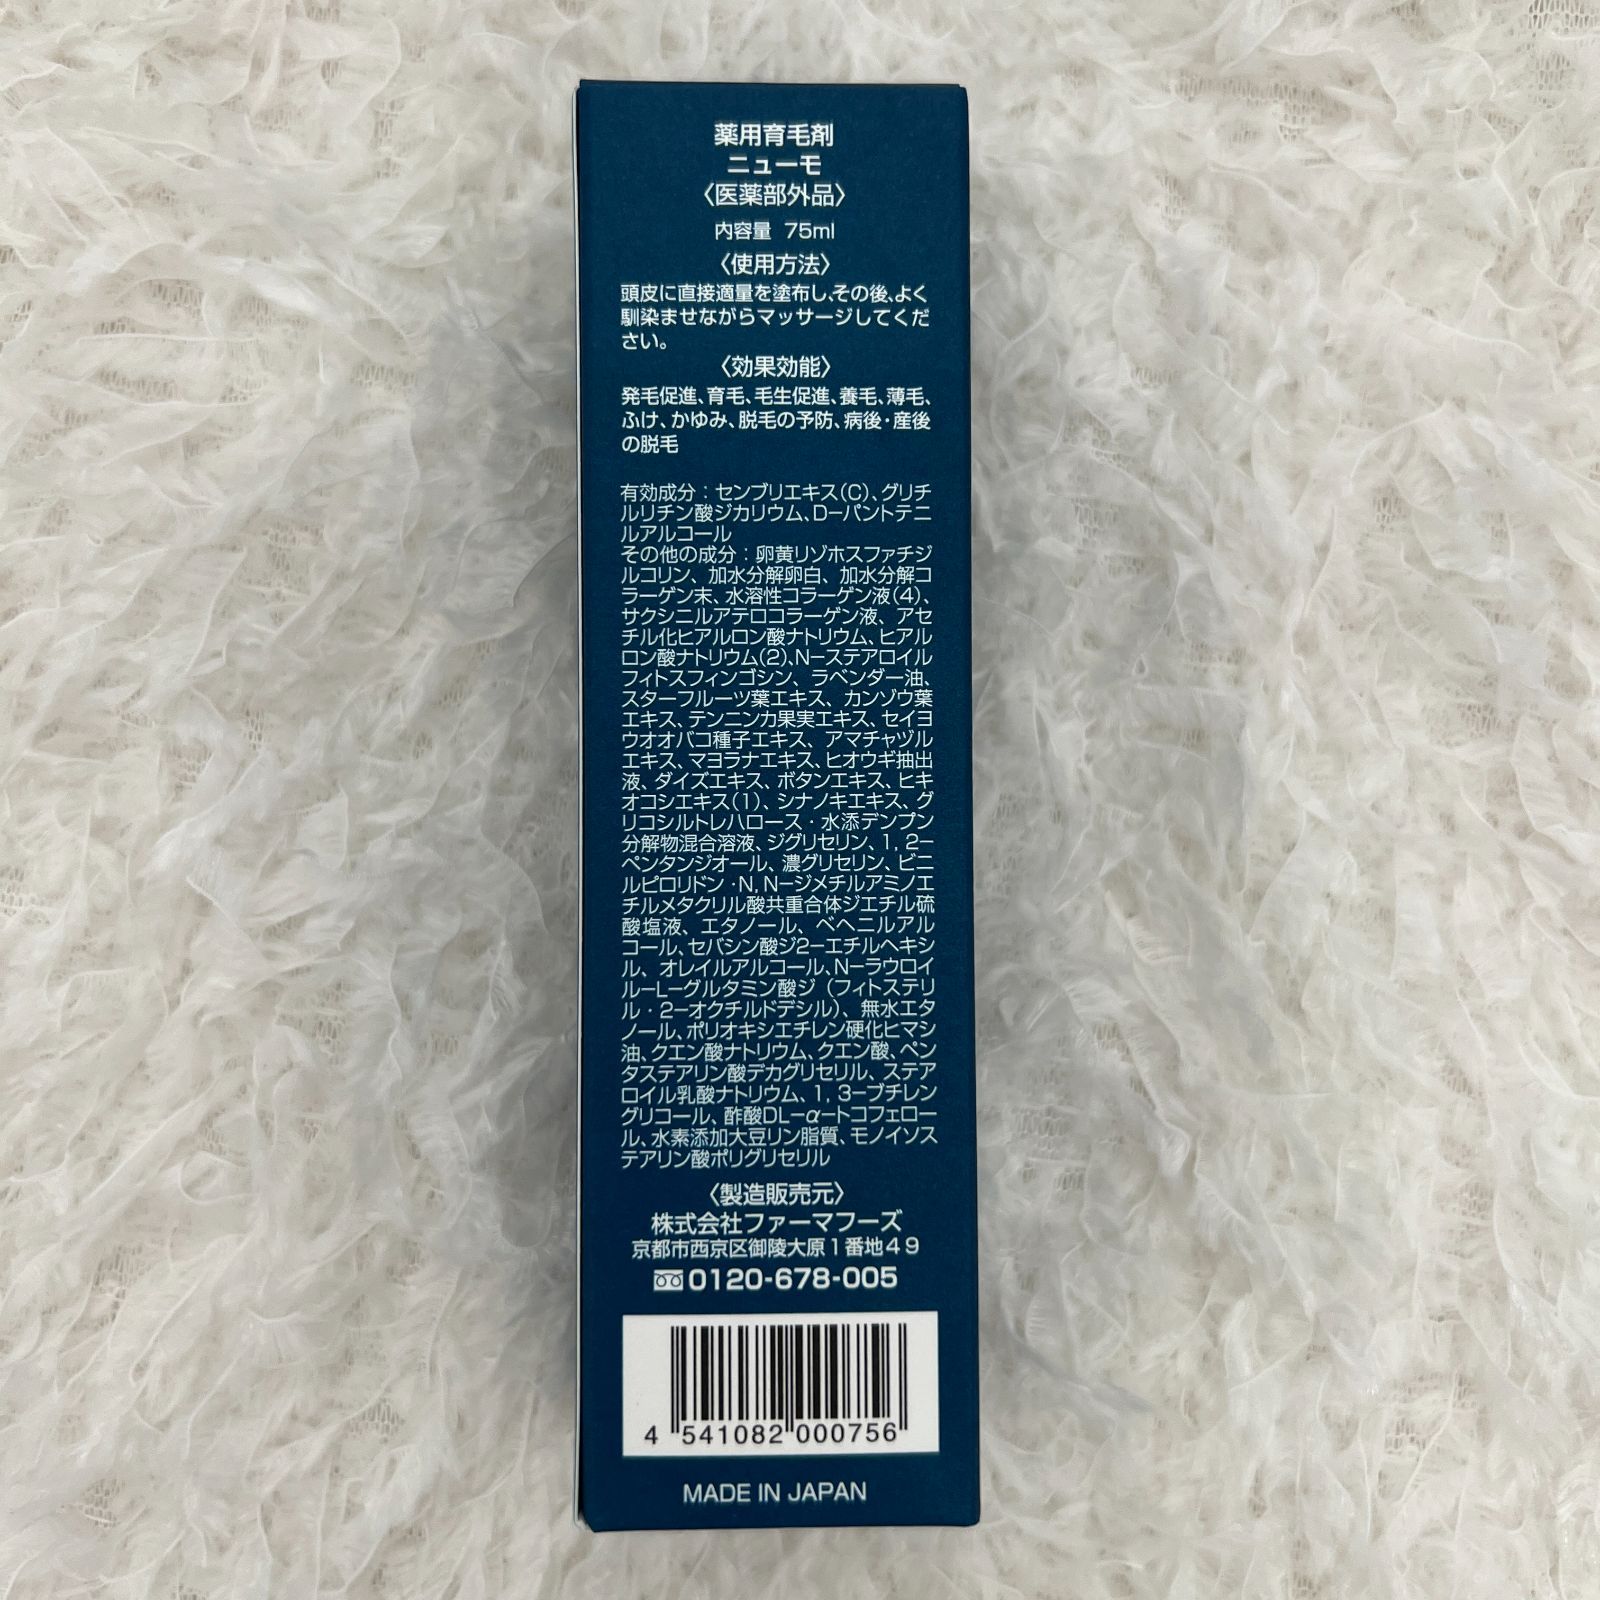 薬用育毛剤
ニューモ
〈医薬部外品〉
内容量 75ml
〈使用方法〉
頭皮に直接適量を塗布し、その後、よく
馴染ませながらマッサージしてくだ
さい。
〈効果効能〉
発毛促進、育毛、毛生促進、養毛、薄毛、
ふけ、かゆみ、脱毛の予防、病後・産後
の脱毛
有効成分：センブリエキス(C)、グリチ
ルリチン酸ジカリウム、D−パントテニ
ルアルコール
その他の成分：卵黄リゾホスファチジ
ルコリン、加水分解卵白、加水分解コ
ラーゲン末、水溶性コラーゲン液(4)、
サクシニルアテロコラーゲン液、アセ
チル化ヒアルロン酸ナトリウム、ヒアル
ロン酸ナトリウム(2)、N−ステアロイル
フィトスフィンゴシン、ラベンダー油、
スターフルーツ葉エキス、カンゾウ葉
エキス、テンニンカ果実エキス、セイヨ
ウオオバコ種子エキス、アマチャヅル
エキス、マヨラナエキス、ヒオウギ抽出
液、ダイズエキス、ボタンエキス、ヒキ
オコシエキス(1)、シナノキエキス、グ
リコシルトレハロース・水添デンプン
分解物混合溶液、ジグリセリン、1, 2−
ペンタンジオール、濃グリセリン、ビニ
ルピロリドン・N, N−ジメチルアミノエ
チルメタクリル酸共重合体ジエチル硫
酸塩液、エタノール、ベヘニルアル
コール、セバシン酸ジ2−エチルヘキシ
ル、オレイルアルコール、N−ラウロイ
ル−L−グルタミン酸ジ（フィトステリ
ル・2−オクチルドデシル）、無水エタ
ノール、ポリオキシエチレン硬化ヒマシ
油、クエン酸ナトリウム、クエン酸、ペン
タステアリン酸デカグリセリル、ステア
ロイル乳酸ナトリウム、1, 3−ブチレン
グリコール、酢酸DL−α−トコフェロー
ル、水素添加大豆リン脂質、モノイソス
テアリン酸ポリグリセリル
〈製造販売元〉
株式会社ファーマフーズ
京都市西京区御陵大原1番地49
0120-678-005
4 541082 000756
MADE IN JAPAN